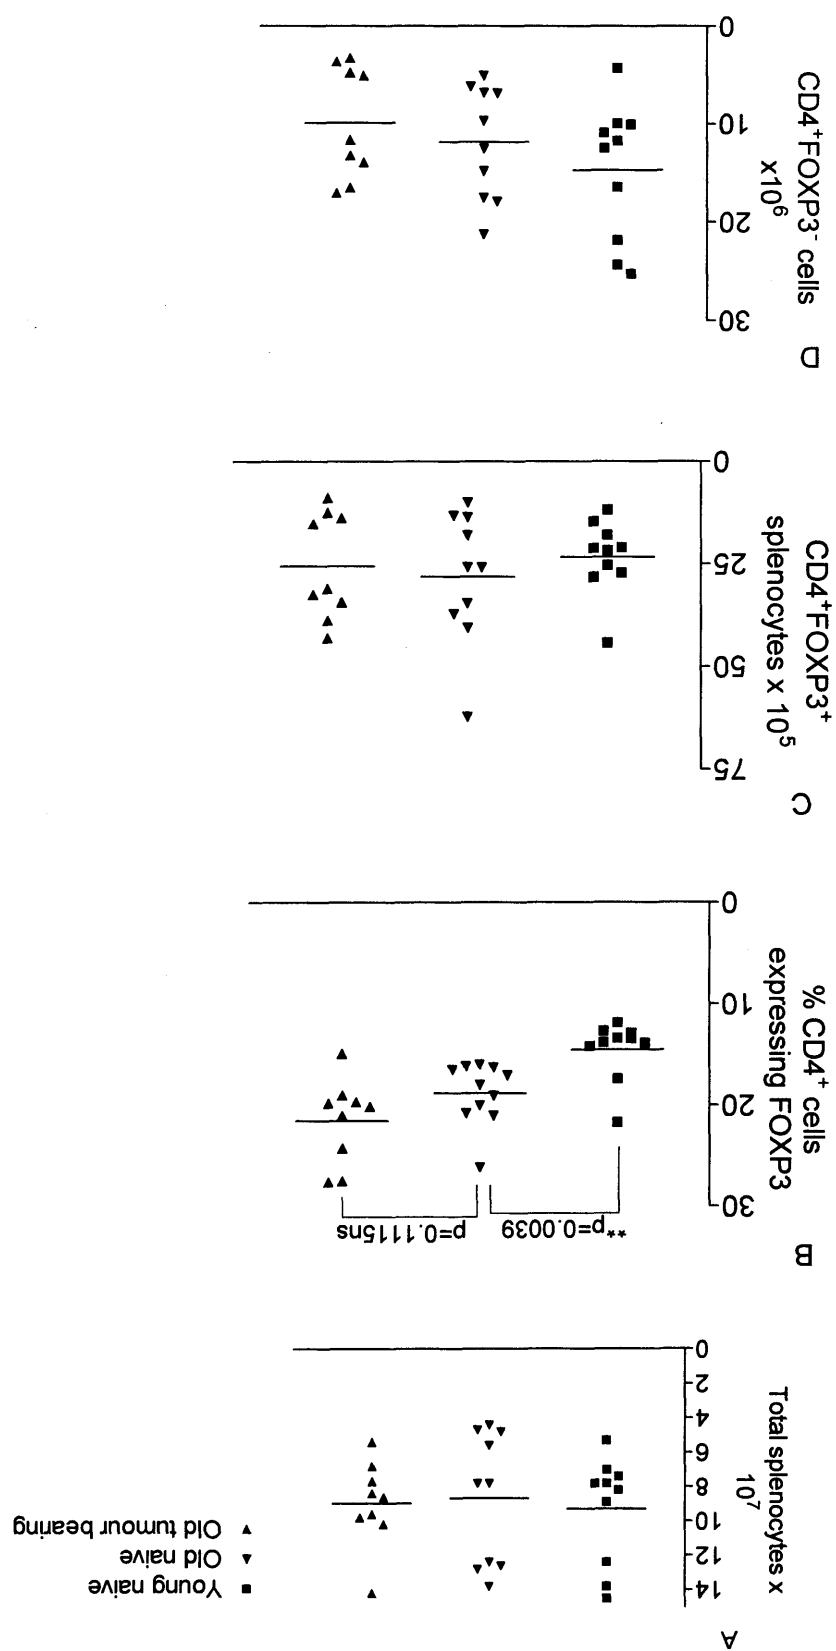 A
Total splenocytes x
10⁷
14
12
10
8
6
4
2
0
Young naive
Old naive
Old tumour bearing
B
% CD4⁺ cells
expressing FOXP3
30
20
10
0
**p=0.0039
p=0.1115ns
C
CD4⁺FOXP3⁺
splenocytes x 10⁵
75
50
25
0
D
CD4⁺FOXP3⁻ cells
x10⁶
30
20
10
0